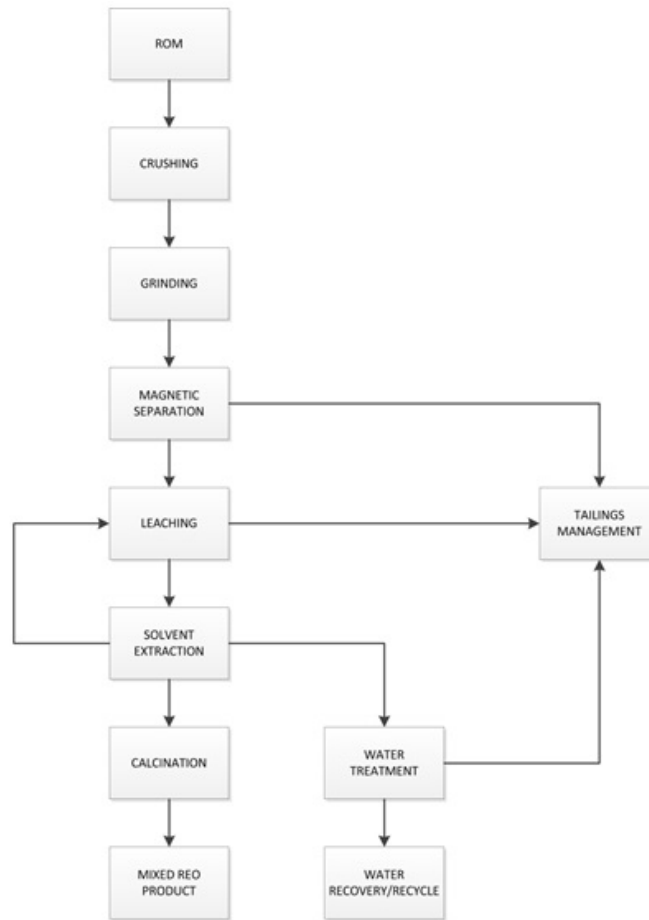 ROM
CRUSHING
GRINDING
MAGNETIC
SEPARATION
LEACHING
TAILINGS
MANAGEMENT
SOLVENT
EXTRACTION
CALCINATION
WATER
TREATMENT
MIXED REO
PRODUCT
WATER
RECOVERY/RECYCLE